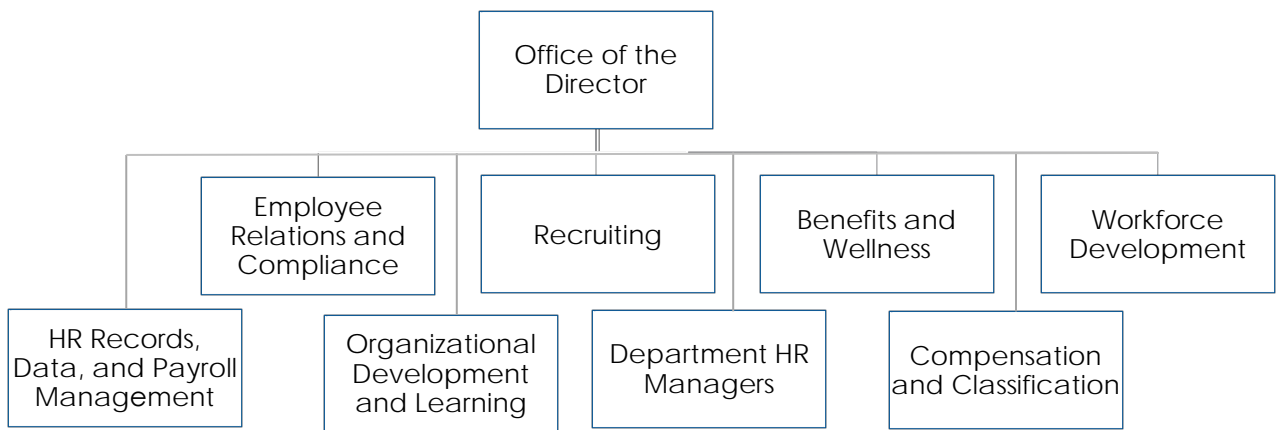 Office of the
Director
Employee
Relations and
Compliance
Recruiting
Benefits and
Wellness
Workforce
Development
HR Records,
Data, and Payroll
Management
Organizational
Development
and Learning
Department HR
Managers
Compensation
and Classification